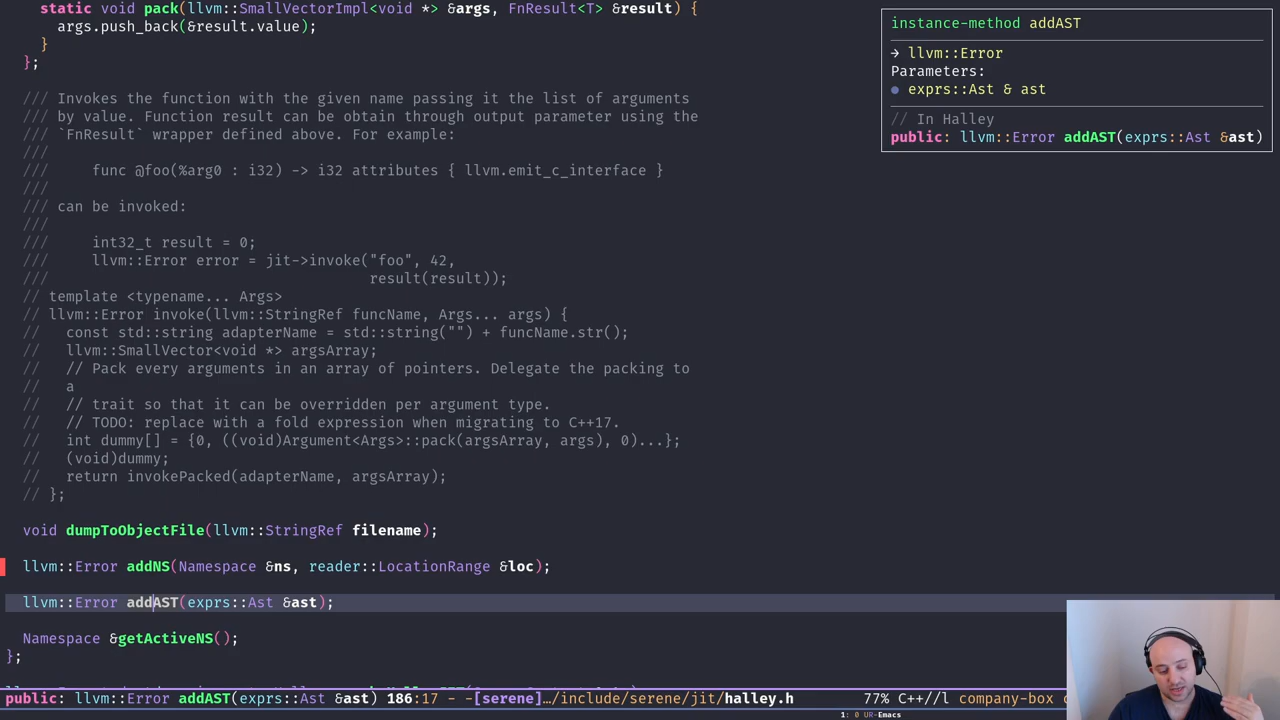 static void pack(llvm::SmallVectorImpl<void *> &args, FnResult<T> &result) {
args.push_back(&result.value);
}
};
/// Invokes the function with the given name passing it the list of arguments
/// by value. Function result can be obtain through output parameter using the
/// `FnResult` wrapper defined above. For example:
///
///     func @foo(%arg0 : i32) -> i32 attributes { llvm.emit_c_interface }
///
/// can be invoked:
///
///     int32_t result = 0;
///     llvm::Error error = jit->invoke("foo", 42,
///                                     result(result));
// template <typename... Args>
// llvm::Error invoke(llvm::StringRef funcName, Args... args) {
//   const std::string adapterName = std::string("") + funcName.str();
//   llvm::SmallVector<void *> argsArray;
//   // Pack every arguments in an array of pointers. Delegate the packing to
//   a
//   // trait so that it can be overridden per argument type.
//   // TODO: replace with a fold expression when migrating to C++17.
//   int dummy[] = {0, ((void)Argument<Args>::pack(argsArray, args), 0)...};
//   (void)dummy;
//   return invokePacked(adapterName, argsArray);
// };
void dumpToObjectFile(llvm::StringRef filename);
llvm::Error addNS(Namespace &ns, reader::LocationRange &loc);
llvm::Error addAST(exprs::Ast &ast);
Namespace &getActiveNS();
};
instance-method addAST
→ llvm::Error
Parameters:
● exprs::Ast & ast
// In Halley
public: llvm::Error addAST(exprs::Ast &ast)
public: llvm::Error addAST(exprs::Ast &ast) 186:17 - -[serene]…/include/serene/jit/halley.h 77% C++//l company-box
1: 0 UR-Emacs